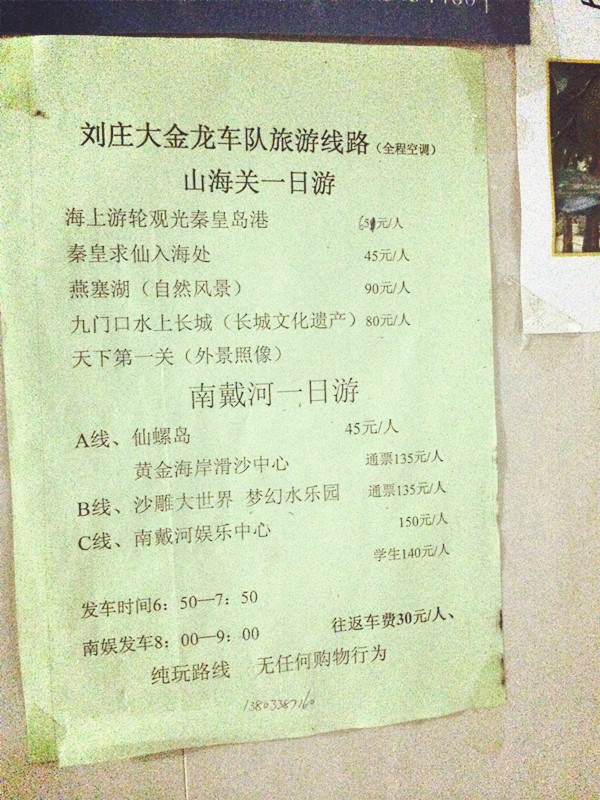 刘庄大金龙车队旅游线路（全程空调）
山海关一日游
海上游轮观光秦皇岛港 元/人
秦皇求仙入海处 45元/人
燕塞湖（自然风景） 90元/人
九门口水上长城（长城文化遗产）80元/人
天下第一关（外景照像）
南戴河一日游
A线、仙螺岛 45元/人
黄金海岸滑沙中心 通票135元/人
B线、沙雕大世界 梦幻水乐园 通票135元/人
C线、南戴河娱乐中心 150元/人
学生140元/人
发车时间6：50—7：50
南娱发车8：00—9：00 往返车费30元/人、
纯玩路线 无任何购物行为